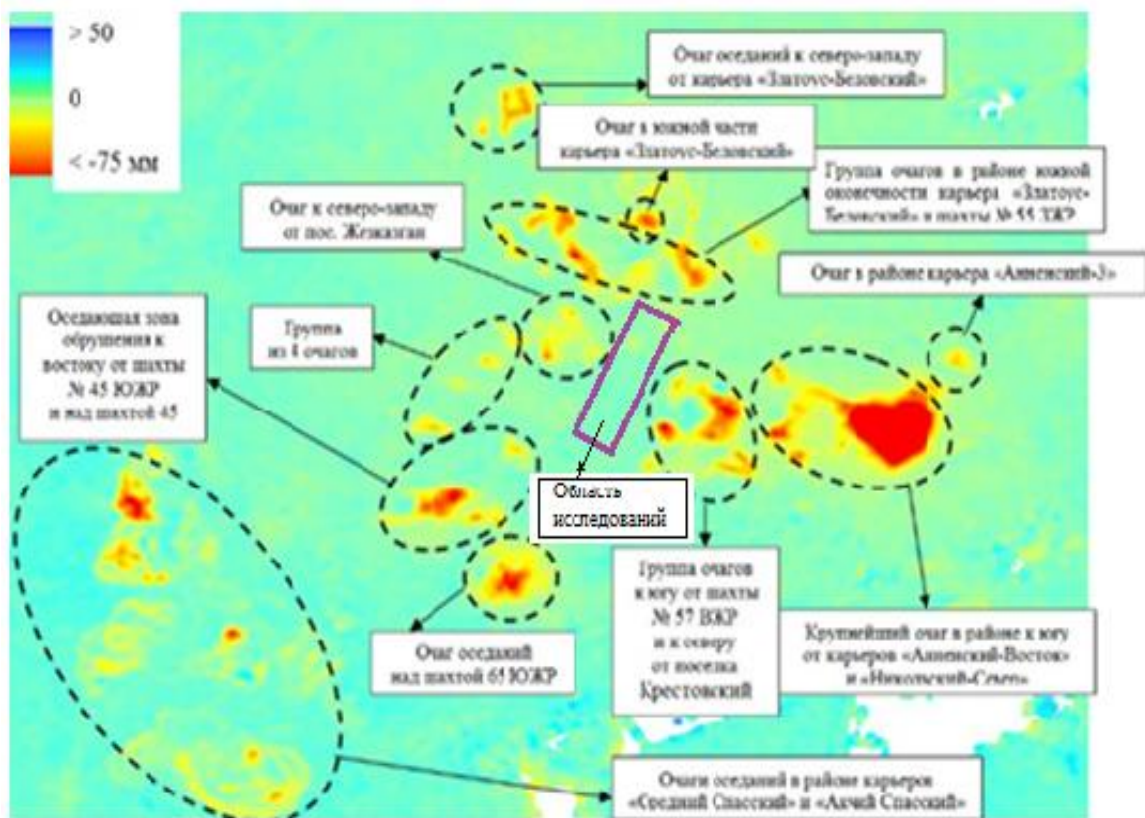 > 50
0
< -75 мм
Очаг оседаний к северо-западу
от карьера «Златоус-Беловский»
Очаг в южной части
карьера «Златоус-Беловский»
Группа очагов в районе южной
оконечности карьера «Златоус-
Беловский» и шахты № 55 ЗЖР
Очаг к северо-западу
от пос. Жезказган
Очаг в районе карьера «Анненский-3»
Оседающая зона
обрушения к
востоку от шахты
№ 45 ЮЖР
и над шахтой 45
Группа
из 4 очагов
Область
исследований
Группа очагов
к югу от шахты
№ 57 ВЖР
и к северу
от поселка
Крестовский
Крупнейший очаг в районе к югу
от карьеров «Анненский-Восток»
и «Никольский-Север»
Очаг оседаний
над шахтой 65 ЮЖР
Очаги оседаний в районе карьеров
«Средний Спасский» и «Акчий Спасский»